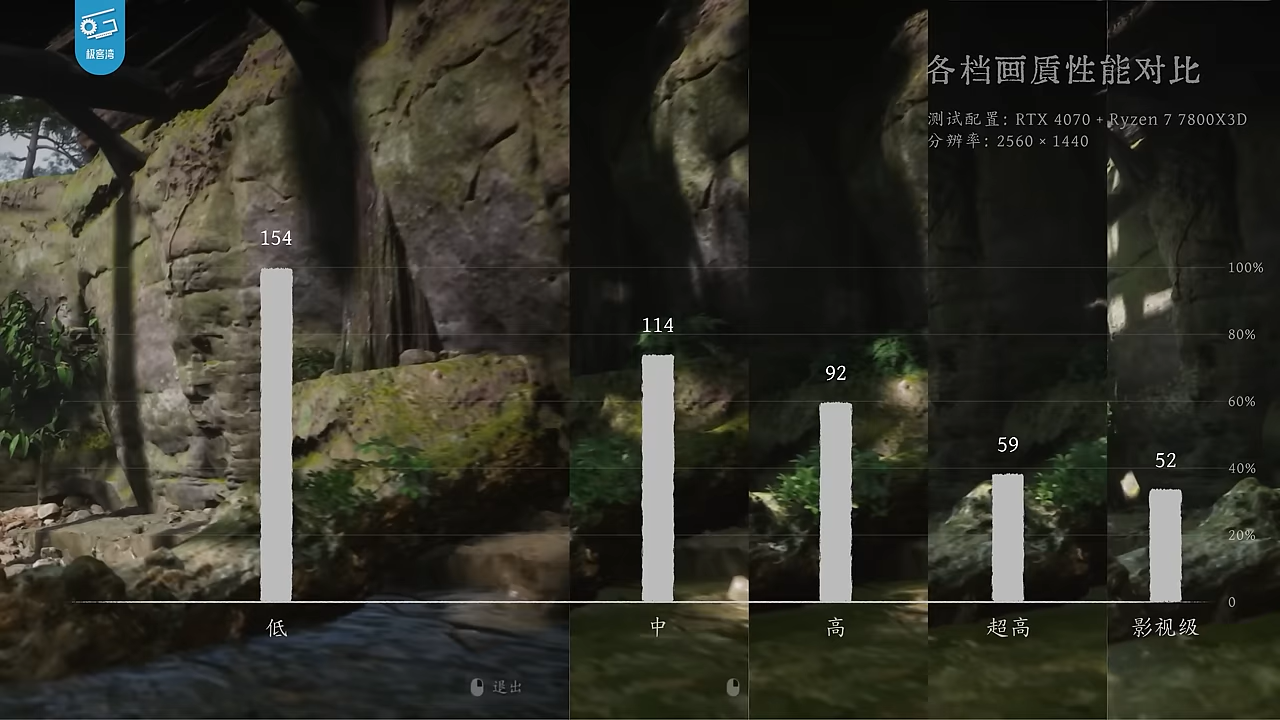 极客湾
各档画質性能对比
测试配置: RTX 4070 + Ryzen 7 7800X3D
分辨率: 2560 × 1440
154
114
92
59
52
100%
80%
60%
40%
20%
0
低
中
高
超高
影视级
退出